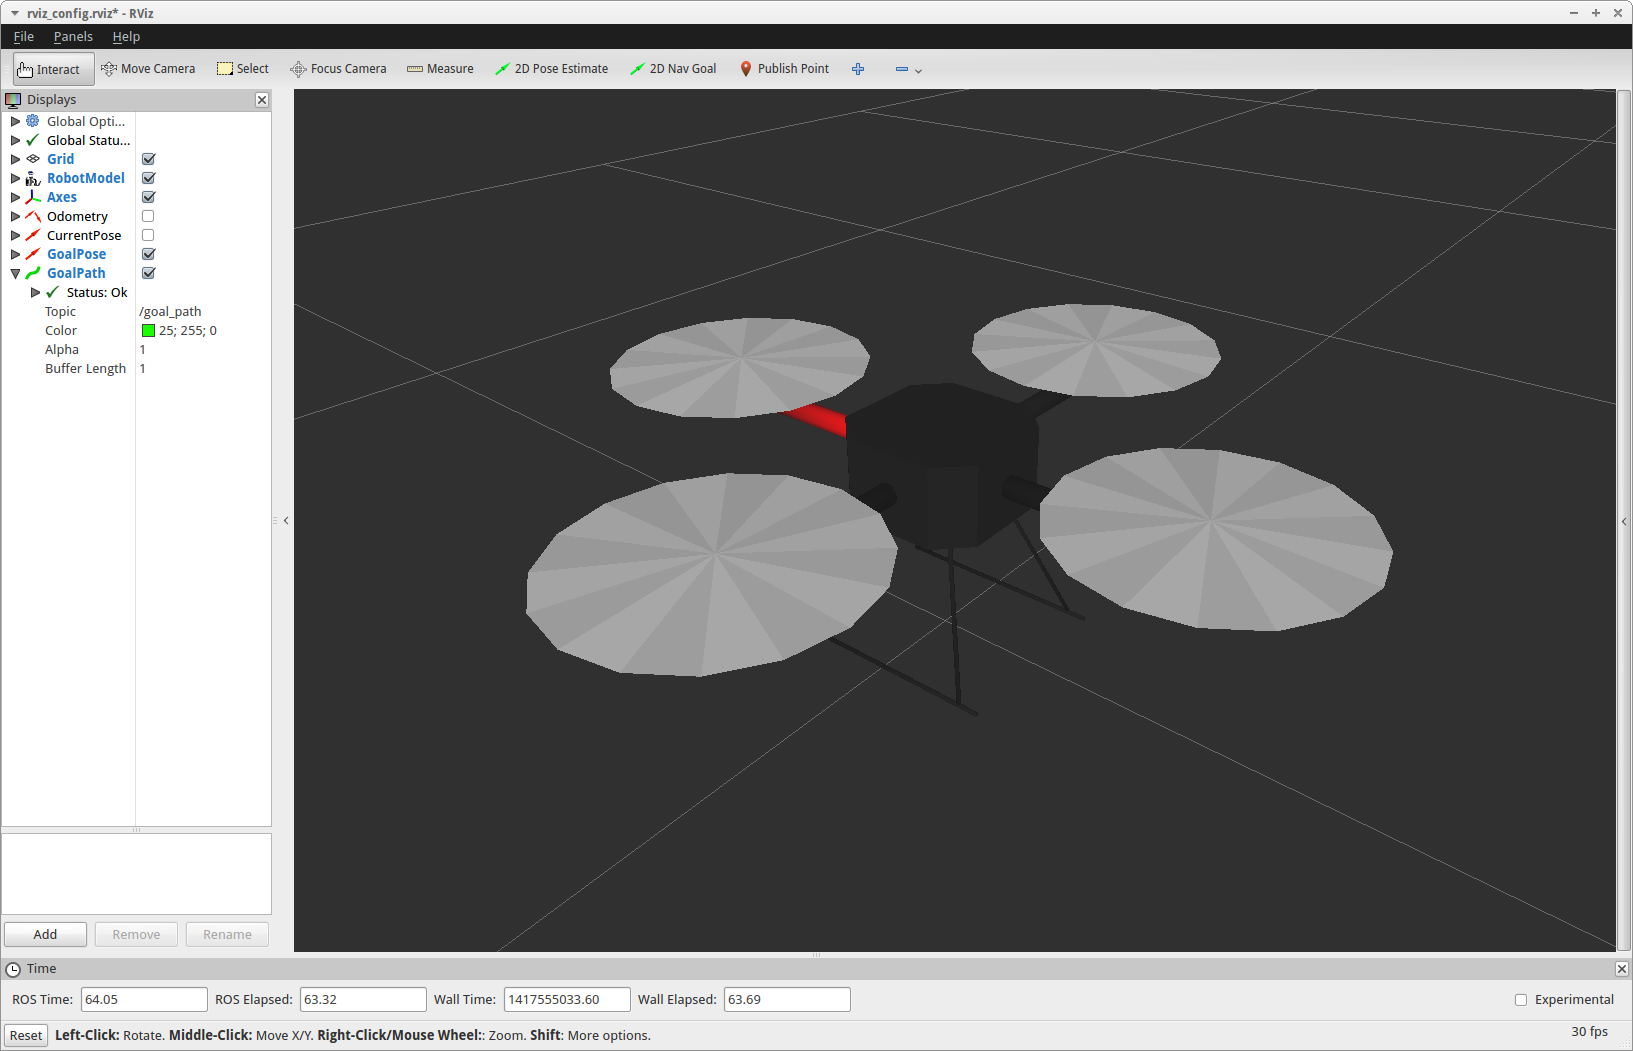 rviz_config.rviz* - RViz
File Panels Help
Interact Move Camera Select Focus Camera Measure 2D Pose Estimate 2D Nav Goal Publish Point
Displays
Global Opti...
Global Statu...
Grid
RobotModel
Axes
Odometry
CurrentPose
GoalPose
GoalPath
Status: Ok
Topic /goal_path
Color 25; 255; 0
Alpha 1
Buffer Length 1
Add Remove Rename
Time
ROS Time: 64.05 ROS Elapsed: 63.32 Wall Time: 1417555033.60 Wall Elapsed: 63.69 Experimental
Reset Left-Click: Rotate. Middle-Click: Move X/Y. Right-Click/Mouse Wheel:: Zoom. Shift: More options. 30 fps